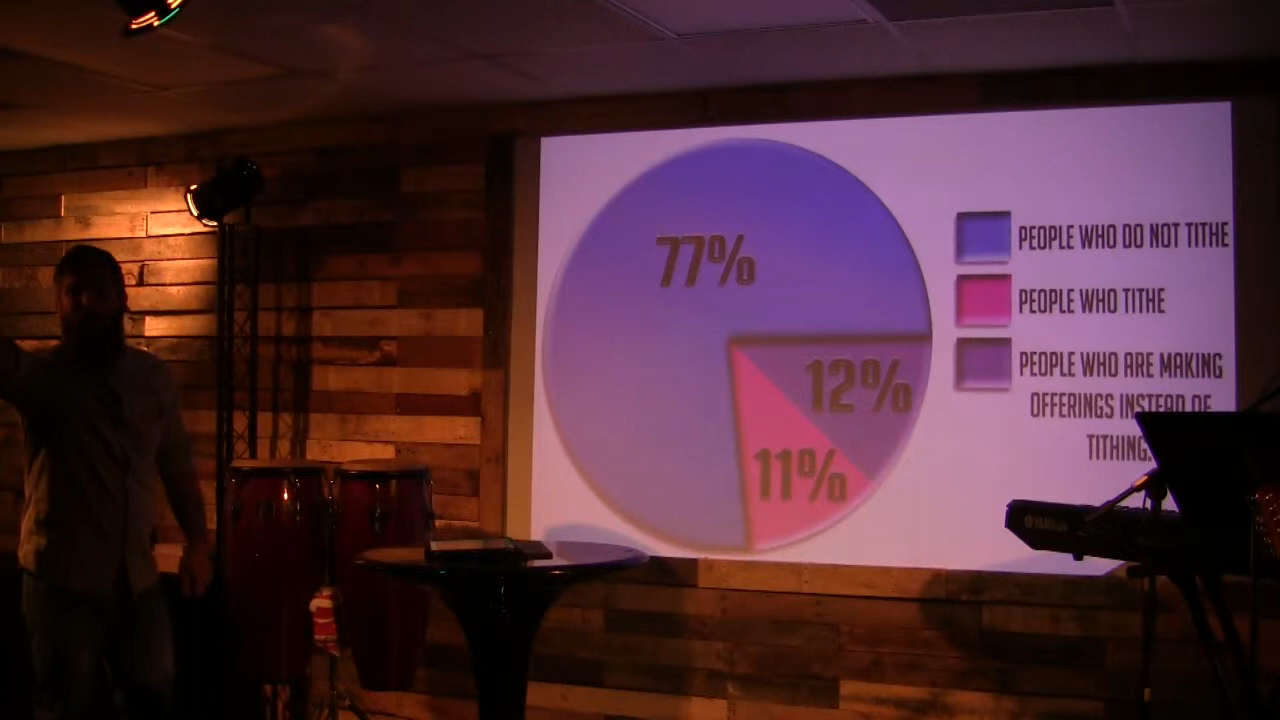 77%
12%
11%
PEOPLE WHO DO NOT TITHE
PEOPLE WHO TITHE
PEOPLE WHO ARE MAKING
OFFERINGS INSTEAD OF
TITHING.
YAMAHA